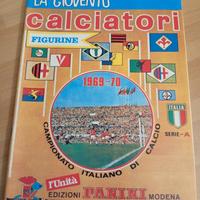 LA GIOVENTÙ
calciatori
FIGURINE
V
1969-70
CAMPIONATO ITALIANO DI CALCIO
ITALIA
SERIE-A
l'Unità
EDIZIONI PANINI MODENA